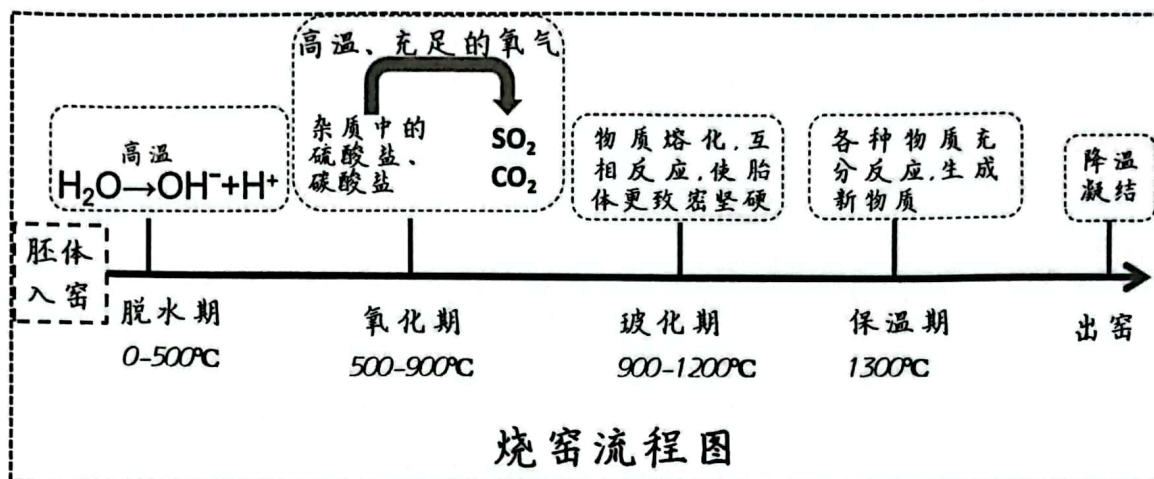 高温、充足的氧气
杂质中的
硫酸盐、
碳酸盐
SO₂
CO₂
高温
H₂O→OH⁻+H⁺
物质熔化,互
相反应,使胎
体更致密坚硬
各种物质充
分反应,生成
新物质
降温
凝结
胚体
入窑
脱水期
0-500℃
氧化期
500-900℃
玻化期
900-1200℃
保温期
1300℃
出窑
烧窑流程图